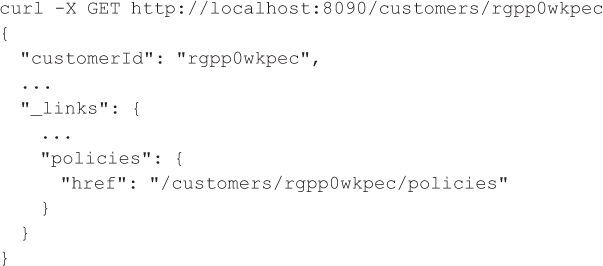 curl -X GET http://localhost:8090/customers/rgpp0wkpec
{
  "customerId": "rgpp0wkpec",
  ...
  "_links": {
    ...
    "policies": {
      "href": "/customers/rgpp0wkpec/policies"
    }
  }
}